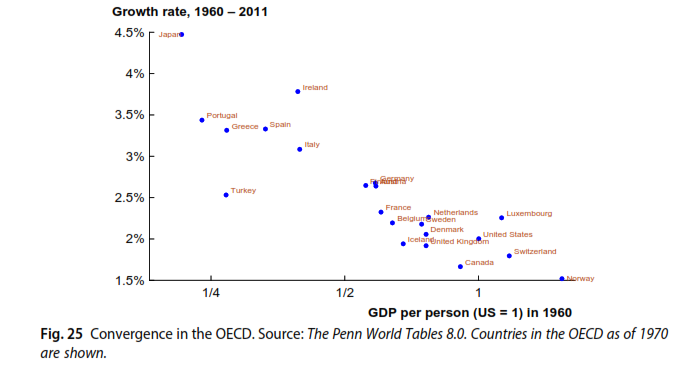 Growth rate, 1960 – 2011
4.5%
Japan
4%
Ireland
3.5%
Portugal
Greece
Spain
Italy
3%
Germany
Austria
2.5%
Turkey
France
Netherlands
Luxembourg
Belgium
Sweden
Denmark
2%
Iceland
United Kingdom
United States
Switzerland
Canada
1.5%
Norway
1/4
1/2
1
GDP per person (US = 1) in 1960
Fig. 25 Convergence in the OECD. Source: The Penn World Tables 8.0. Countries in the OECD as of 1970
are shown.